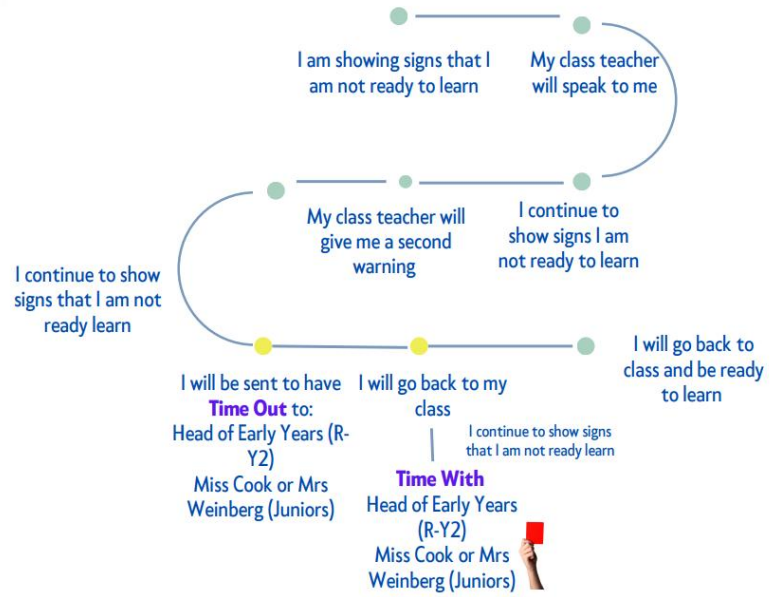 I am showing signs that I
am not ready to learn
My class teacher
will speak to me
I continue to
show signs I am
not ready to learn
My class teacher will
give me a second
warning
I continue to show
signs that I am not
ready learn
I will be sent to have
Time Out to:
Head of Early Years (R-
Y2)
Miss Cook or Mrs
Weinberg (Juniors)
I will go back to my
class
I will go back to
class and be ready
to learn
I continue to show signs
that I am not ready learn
Time With
Head of Early Years
(R-Y2)
Miss Cook or Mrs
Weinberg (Juniors)